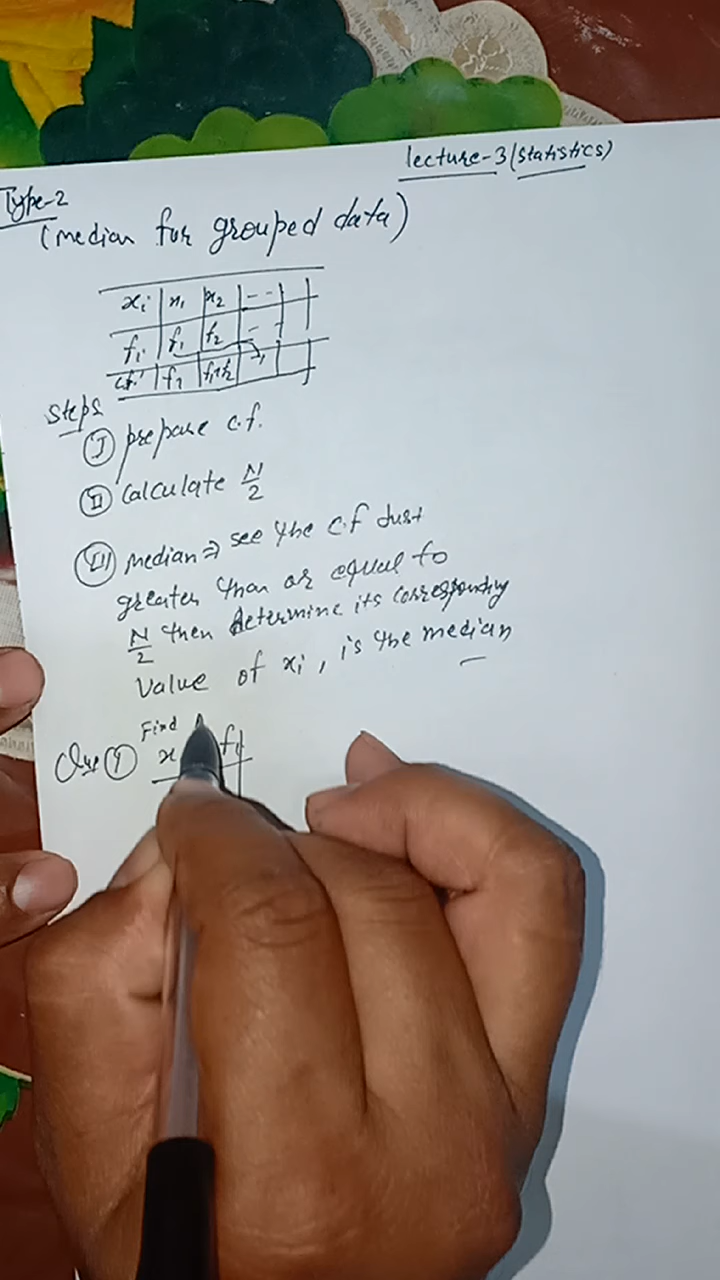 lecture-3 (Statistics)
Type-2
(median for grouped data)
xi x1 x2 --
fi f1 f2 - -
cf. f1 f1+f2
Steps
(I) prepare c.f.
(II) Calculate N/2
(III) median ⇒ see the c.f Just
greater than or equal to
N/2 then determine its corresponding
Value of xi, is the median
Find
Que (1) x fi